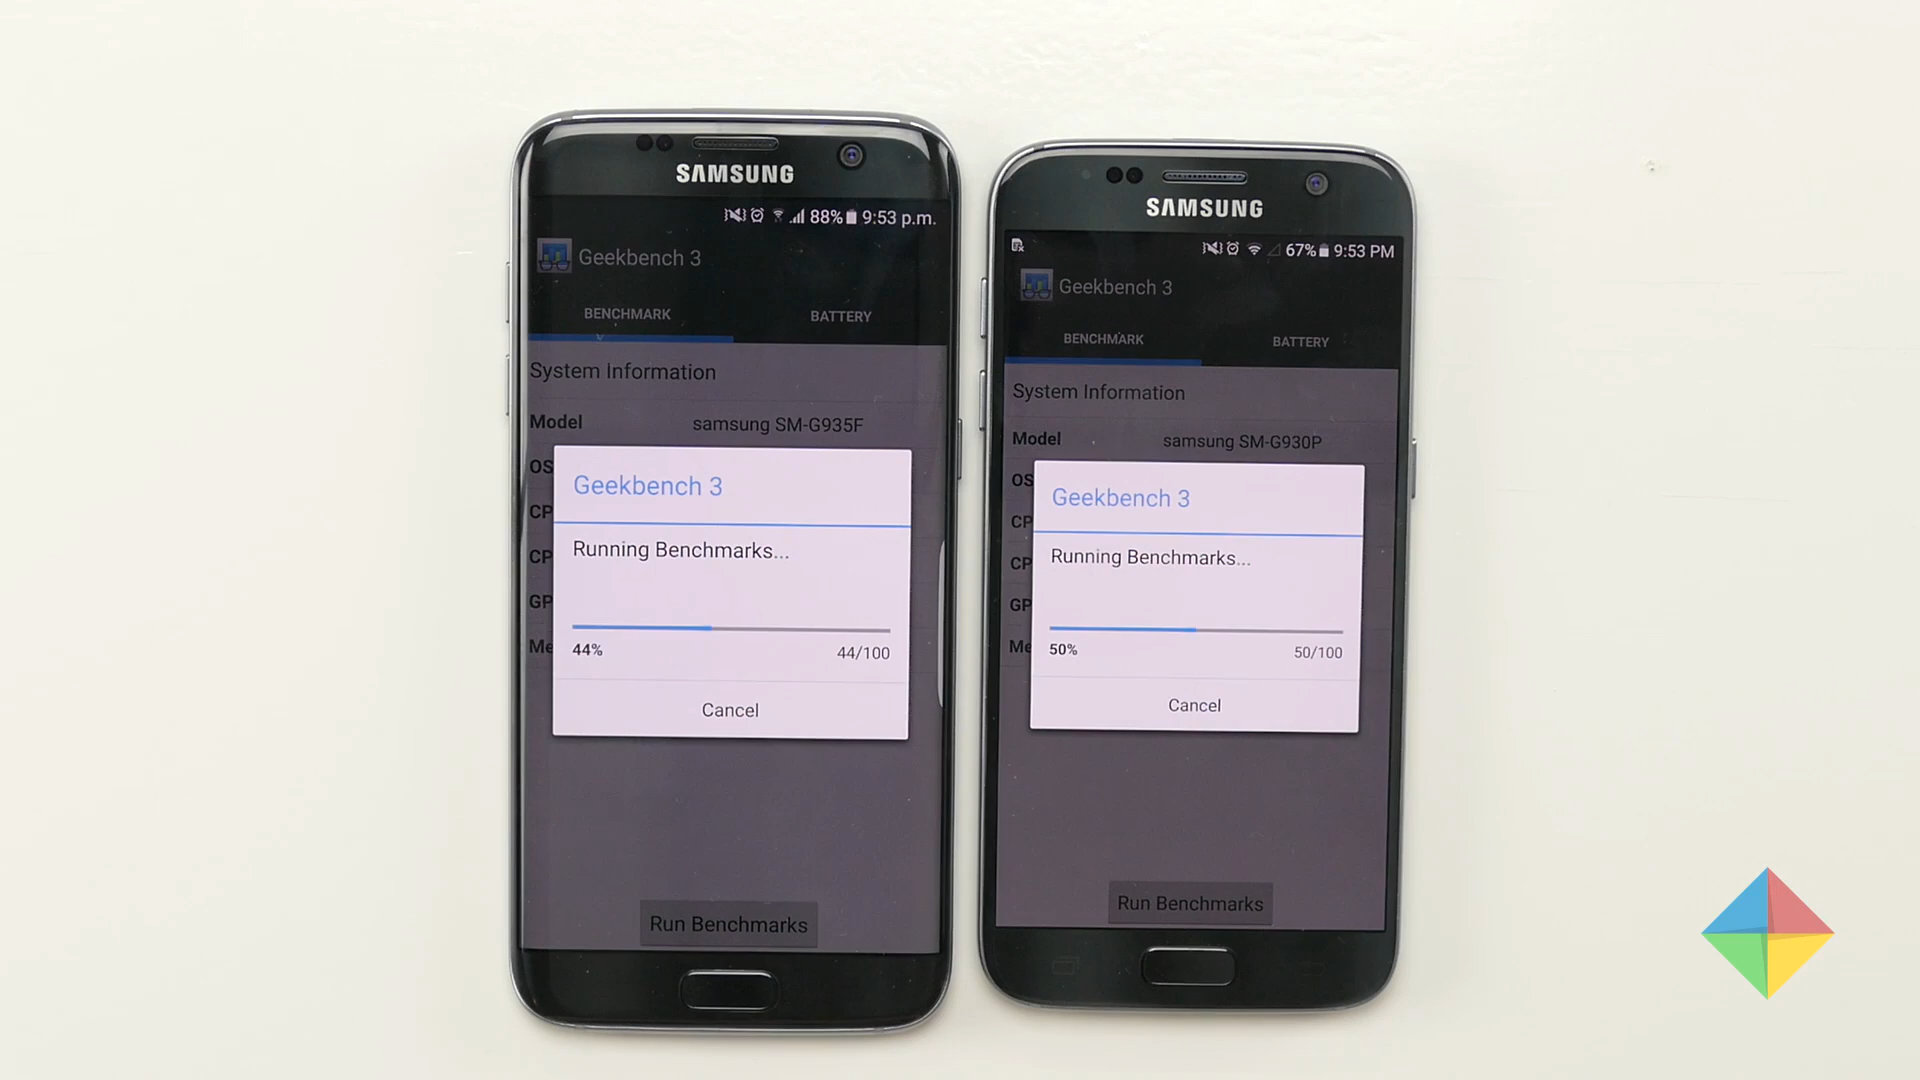 SAMSUNG
88% 9:53 p.m.
Geekbench 3
BENCHMARK BATTERY
System Information
Model samsung SM-G935F
OS
CP
CP
GP
Me
Geekbench 3
Running Benchmarks...
44% 44/100
Cancel
Run Benchmarks
SAMSUNG
67% 9:53 PM
Geekbench 3
BENCHMARK BATTERY
System Information
Model samsung SM-G930P
OS
CP
CP
GP
Me
Geekbench 3
Running Benchmarks...
50% 50/100
Cancel
Run Benchmarks